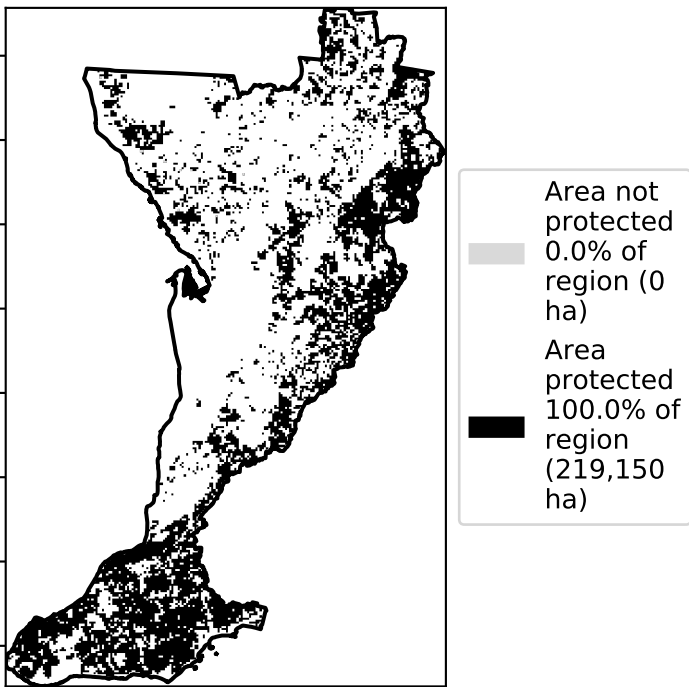 Area not
protected
0.0% of
region (0
ha)
Area
protected
100.0% of
region
(219,150
ha)